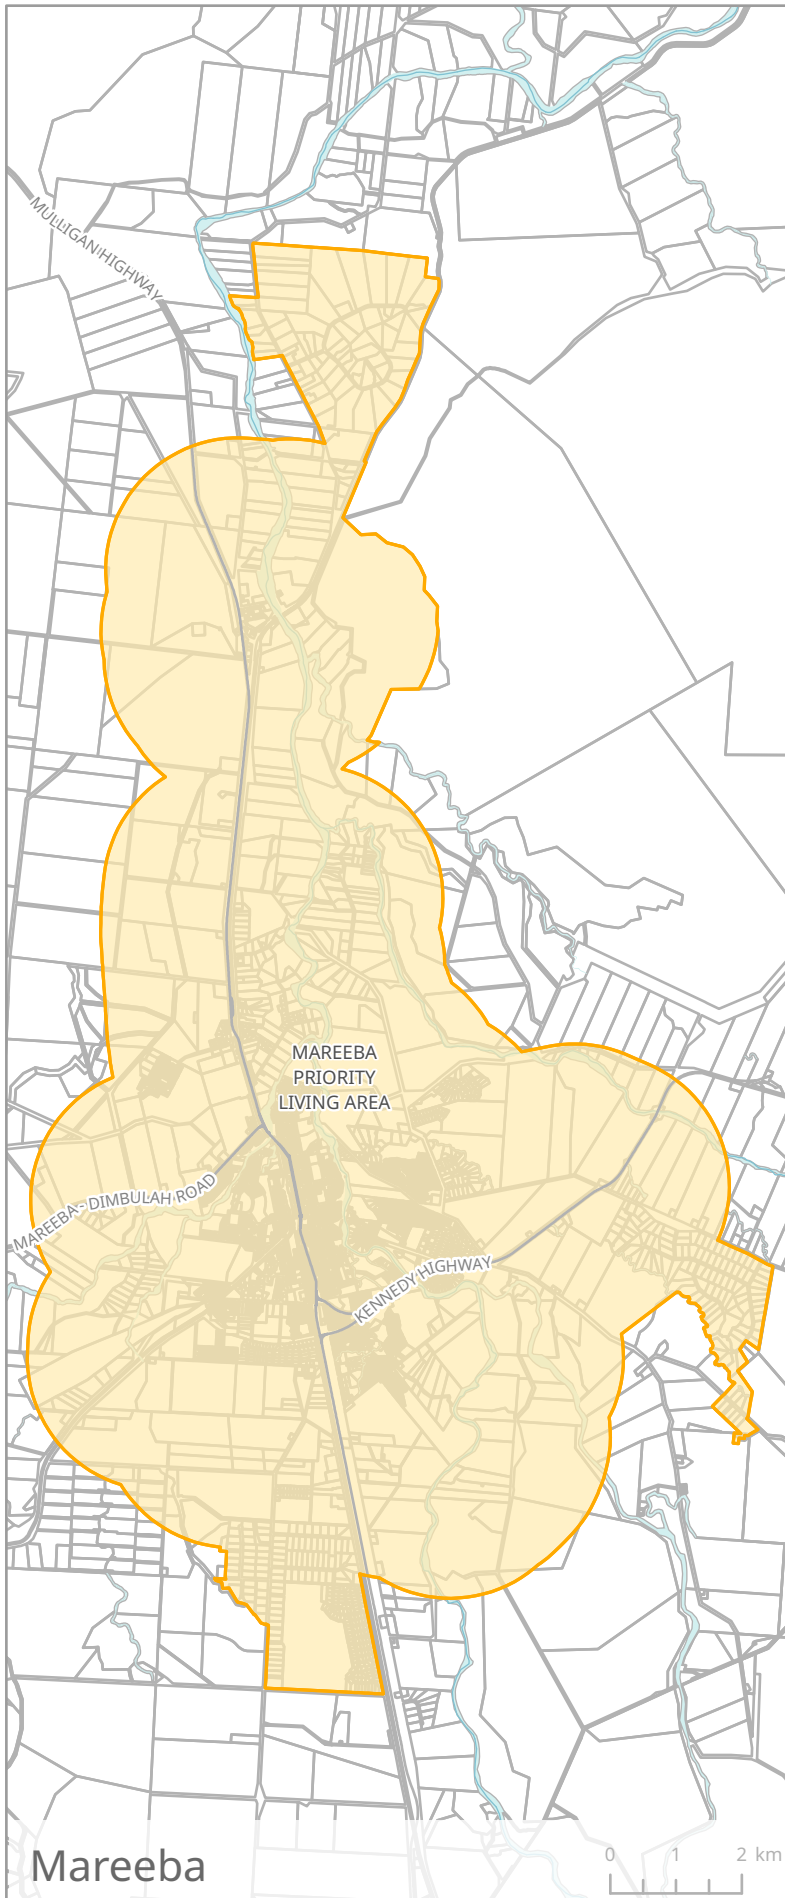 MULLIGAN HIGHWAY
MAREEBA
PRIORITY
LIVING AREA
MAREEBA - DIMBULAH ROAD
KENNEDY HIGHWAY
Mareeba
0 1 2 km